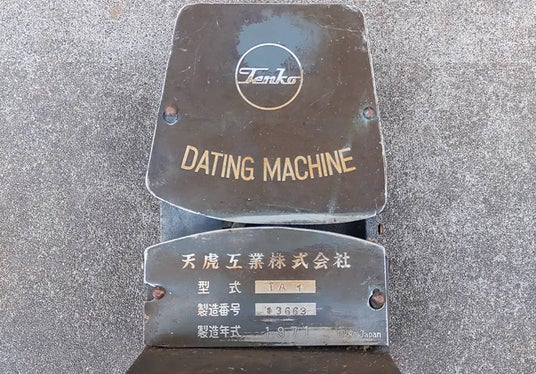 Tenko
DATING MACHINE
天虎工業株式会社
型式 TA 1
製造番号 13669
製造年式 1971
Japan